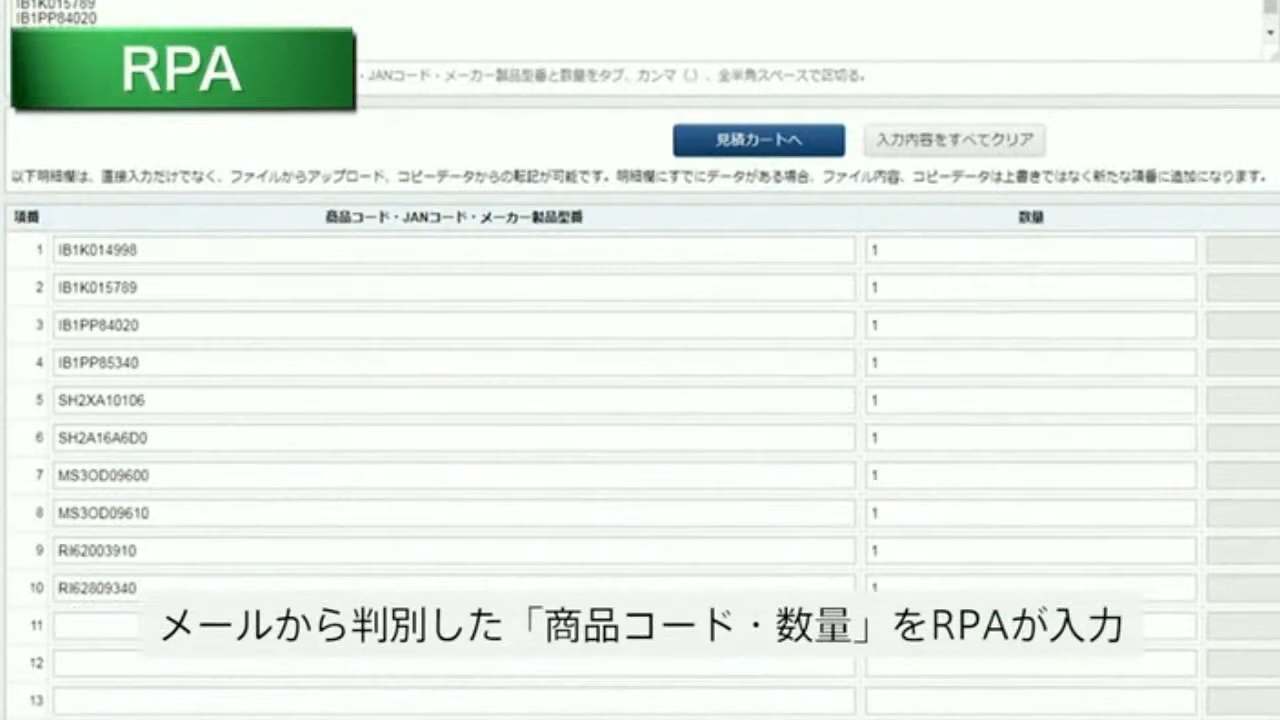 IB1K015789
IB1PP84020
RPA
・JANコード・メーカー製品型番と数量をタブ、カンマ（,）、全半角スペースで区切る。
見積カートへ 入力内容をすべてクリア
以下明細欄は、直接入力だけでなく、ファイルからアップロード、コピーデータからの転記が可能です。明細欄にすでにデータがある場合、ファイル内容、コピーデータは上書きではなく新たな項番に追加になります。
項番 商品コード・JANコード・メーカー製品型番 数量
1 IB1K014998 1
2 IB1K015789 1
3 IB1PP84020 1
4 IB1PP85340 1
5 SH2XA10106 1
6 SH2A16A6D0 1
7 MS3OD09600 1
8 MS3OD09610 1
9 RI62003910 1
10 RI62809340 1
11
メールから判別した「商品コード・数量」をRPAが入力
12
13